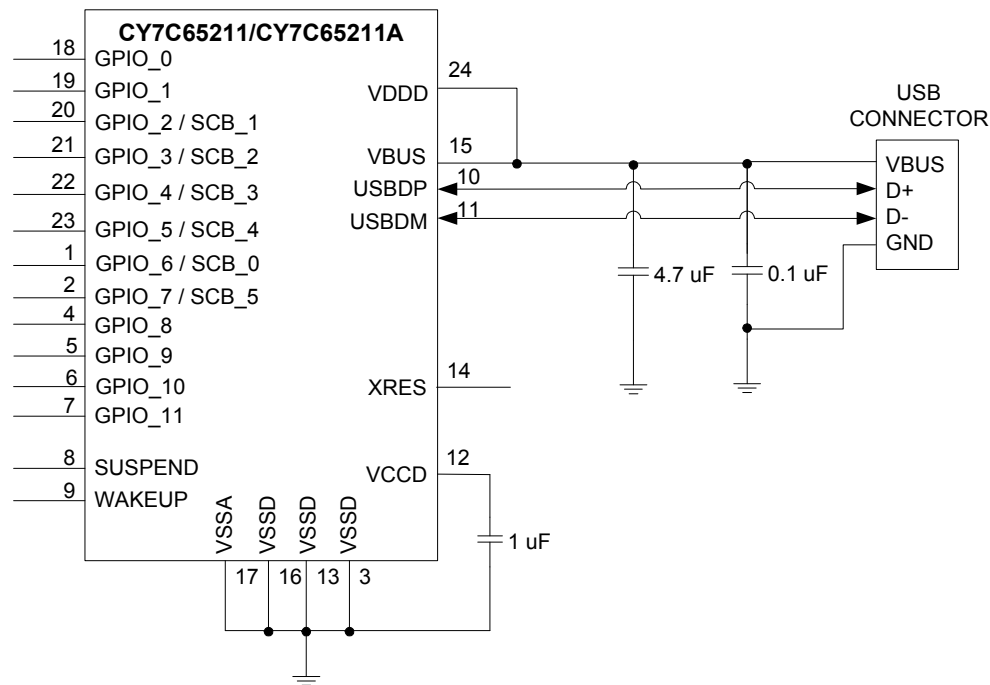 CY7C65211/CY7C65211A
18 GPIO_0
19 GPIO_1
20 GPIO_2 / SCB_1
21 GPIO_3 / SCB_2
22 GPIO_4 / SCB_3
23 GPIO_5 / SCB_4
1 GPIO_6 / SCB_0
2 GPIO_7 / SCB_5
4 GPIO_8
5 GPIO_9
6 GPIO_10
7 GPIO_11
8 SUSPEND
9 WAKEUP
VDDD 24
VBUS 15
USBDP 10
USBDM 11
XRES 14
VCCD 12
VSSA
VSSD
VSSD
VSSD
17
16
13
3
4.7 uF
0.1 uF
1 uF
USB
CONNECTOR
VBUS
D+
D-
GND